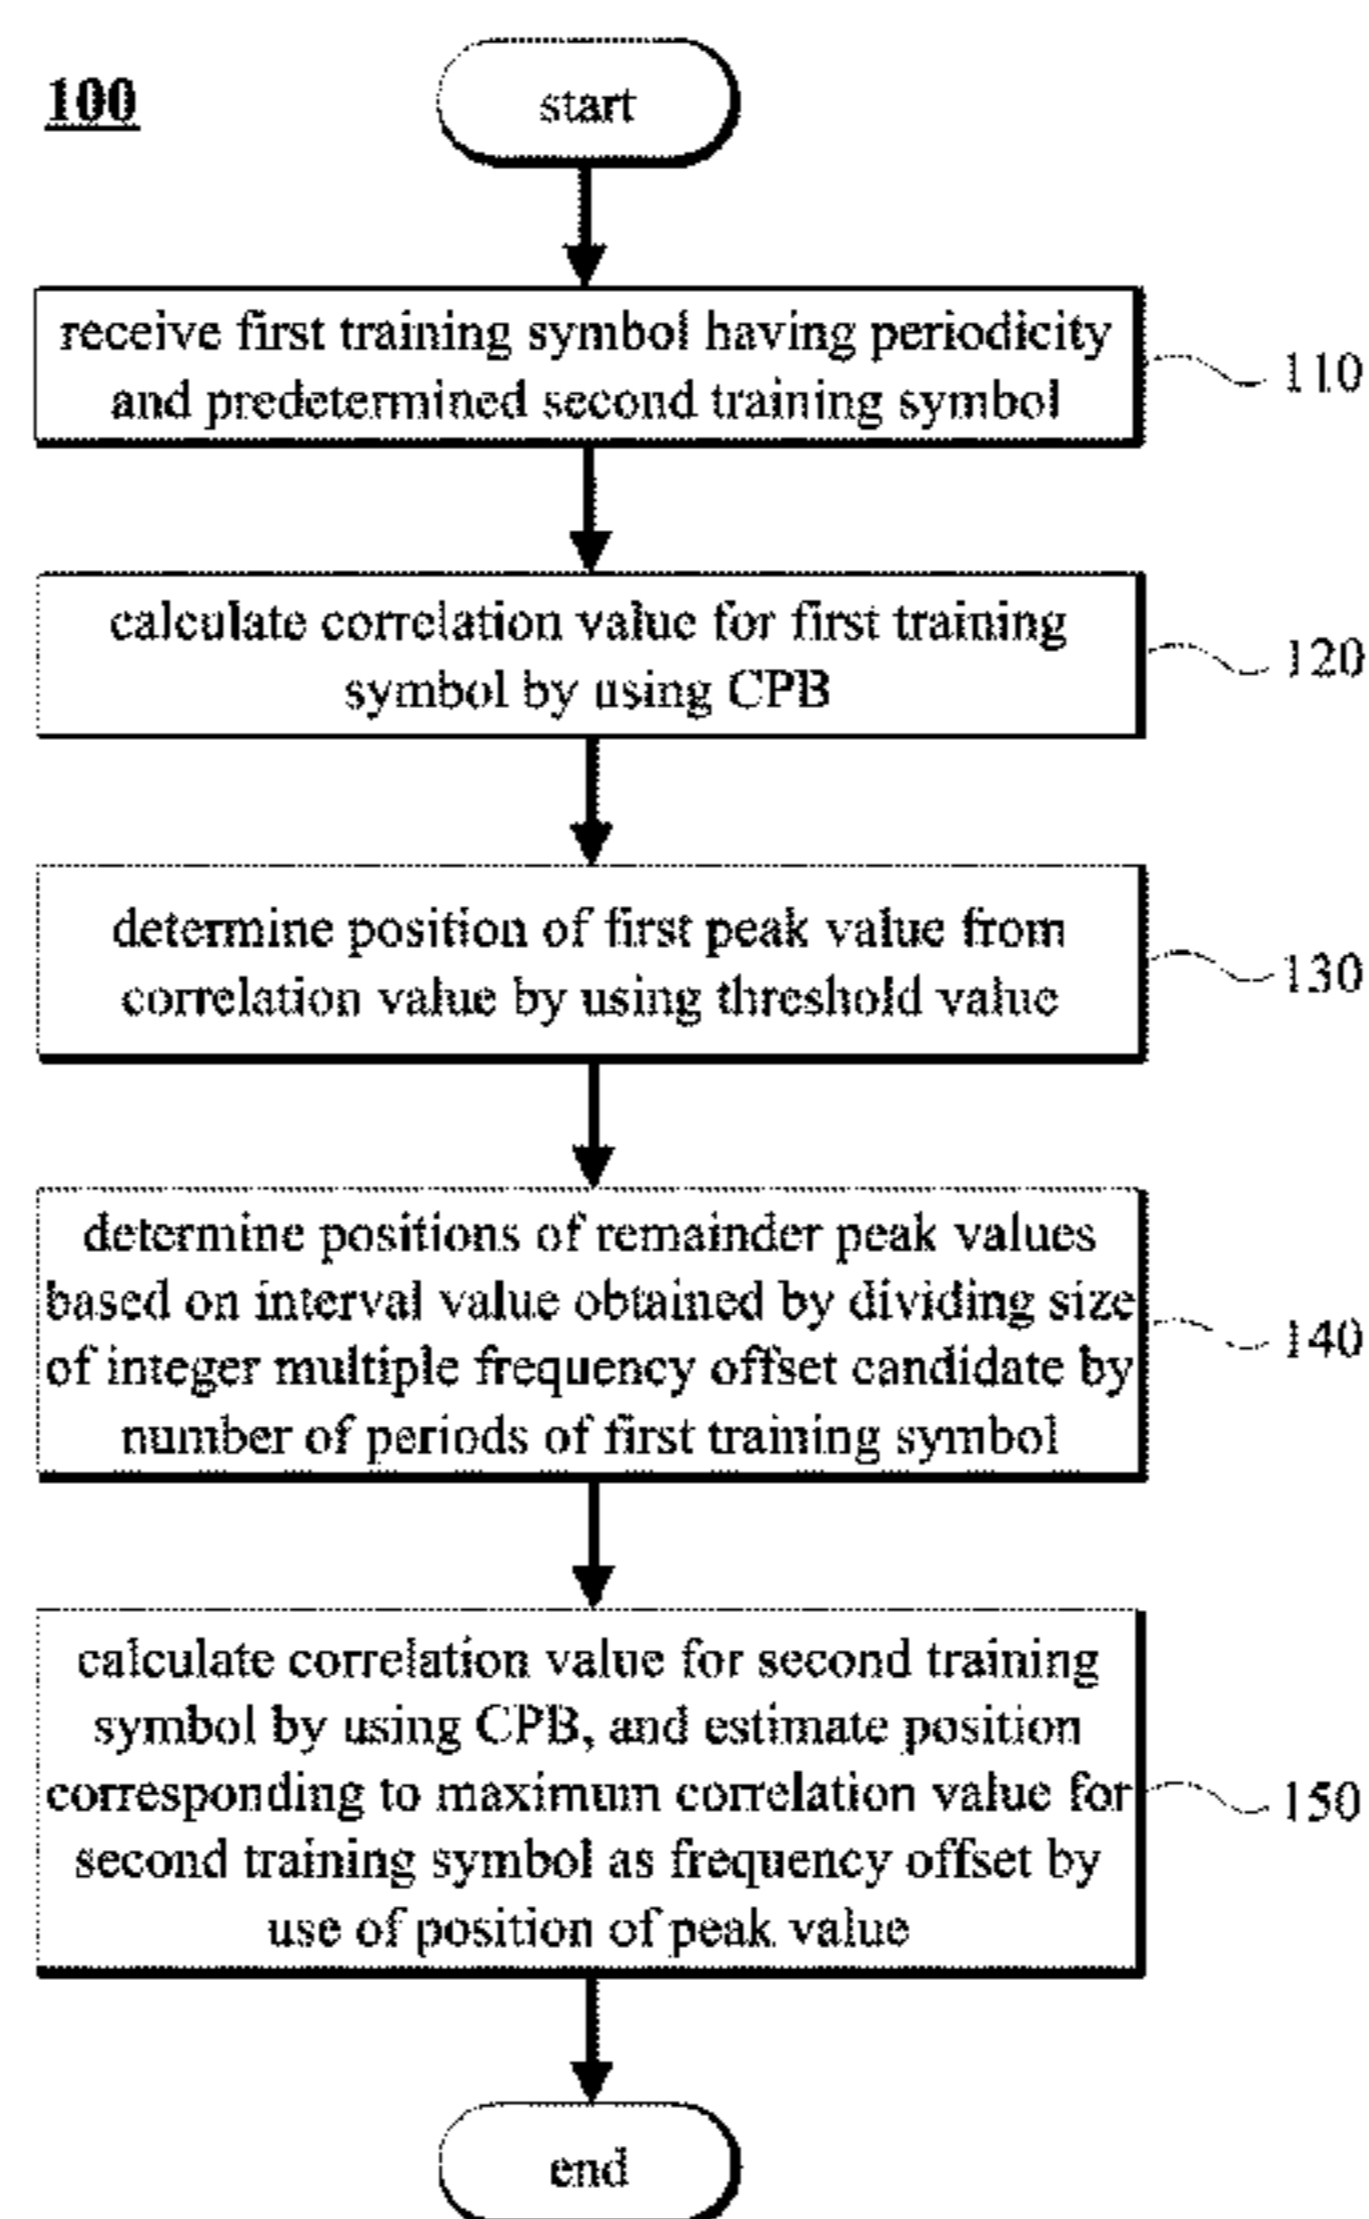 100
start
receive first training symbol having periodicity
and predetermined second training symbol
110
calculate correlation value for first training
symbol by using CPB
120
determine position of first peak value from
correlation value by using threshold value
130
determine positions of remainder peak values
based on interval value obtained by dividing size
of integer multiple frequency offset candidate by
number of periods of first training symbol
140
calculate correlation value for second training
symbol by using CPB, and estimate position
corresponding to maximum correlation value for
second training symbol as frequency offset by
use of position of peak value
150
end